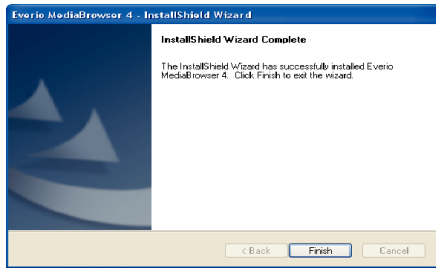 Everio MediaBrowser 4 - InstallShield Wizard
InstallShield Wizard Complete
The InstallShield Wizard has successfully installed Everio
MediaBrowser 4. Click Finish to exit the wizard.
< Back Finish Cancel